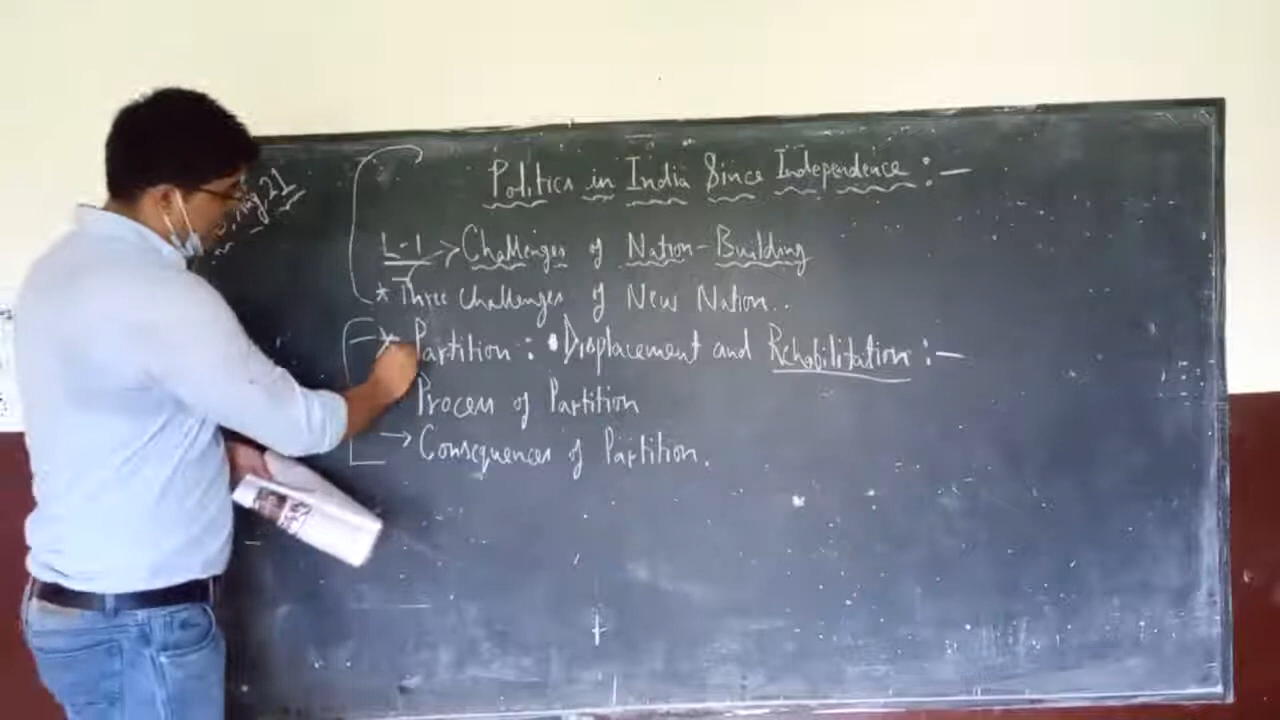 Politics in India Since Independence :-
L-1 → Challenges of Nation-Building
* Three Challenges of New Nation..
* Partition : • Displacement and Rehabilitation :-
Process of Partition
→ Consequences of Partition.